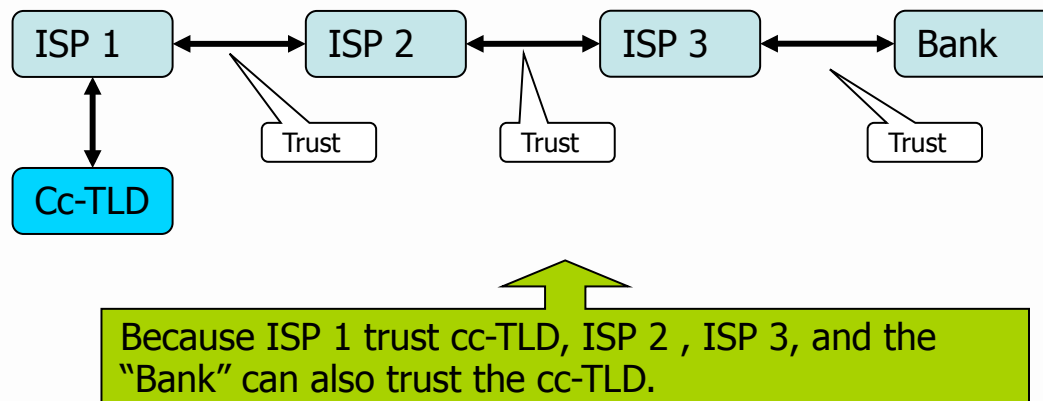 ISP 1
ISP 2
ISP 3
Bank
Trust
Trust
Trust
Cc-TLD
Because ISP 1 trust cc-TLD, ISP 2 , ISP 3, and the
“Bank” can also trust the cc-TLD.